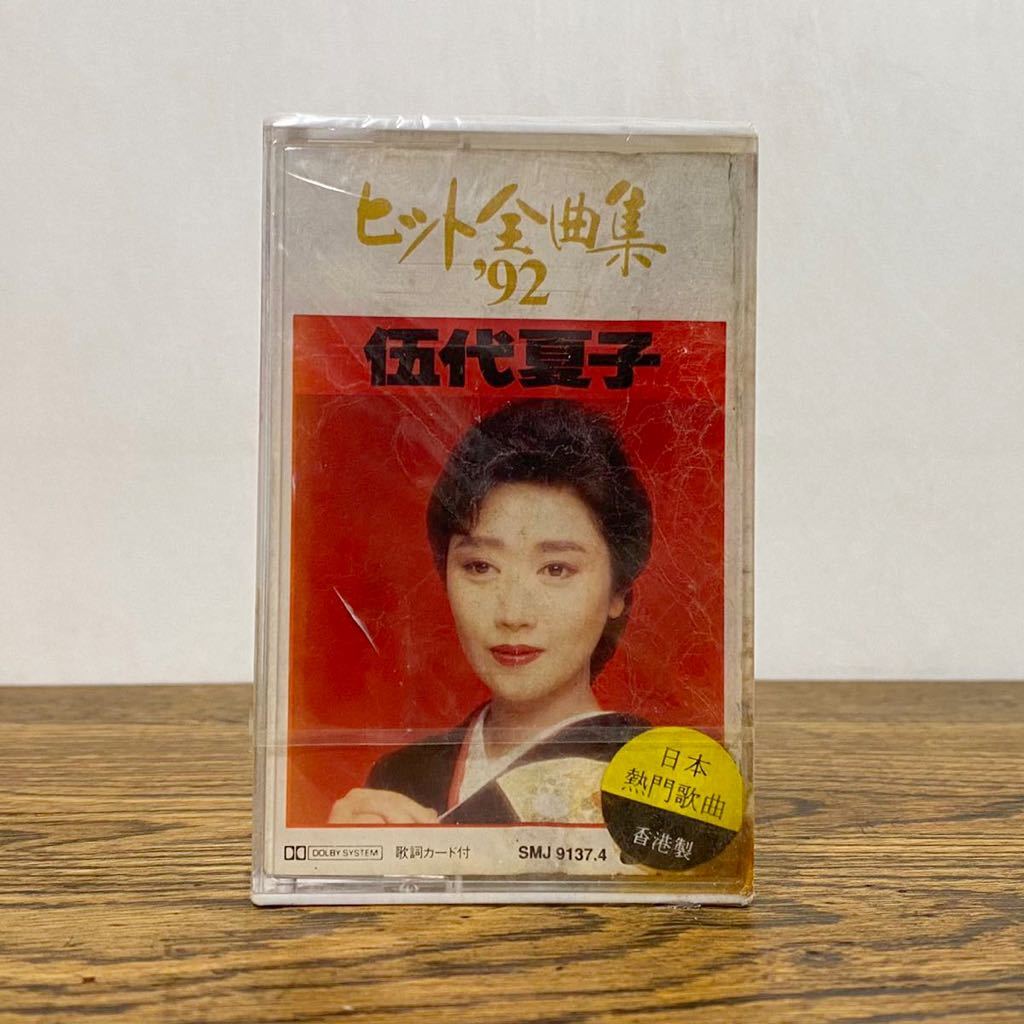 ヒット全曲集
'92
伍代夏子
DOLBY SYSTEM 歌詞カード付 SMJ 9137.4
日本
熱門歌曲
香港製